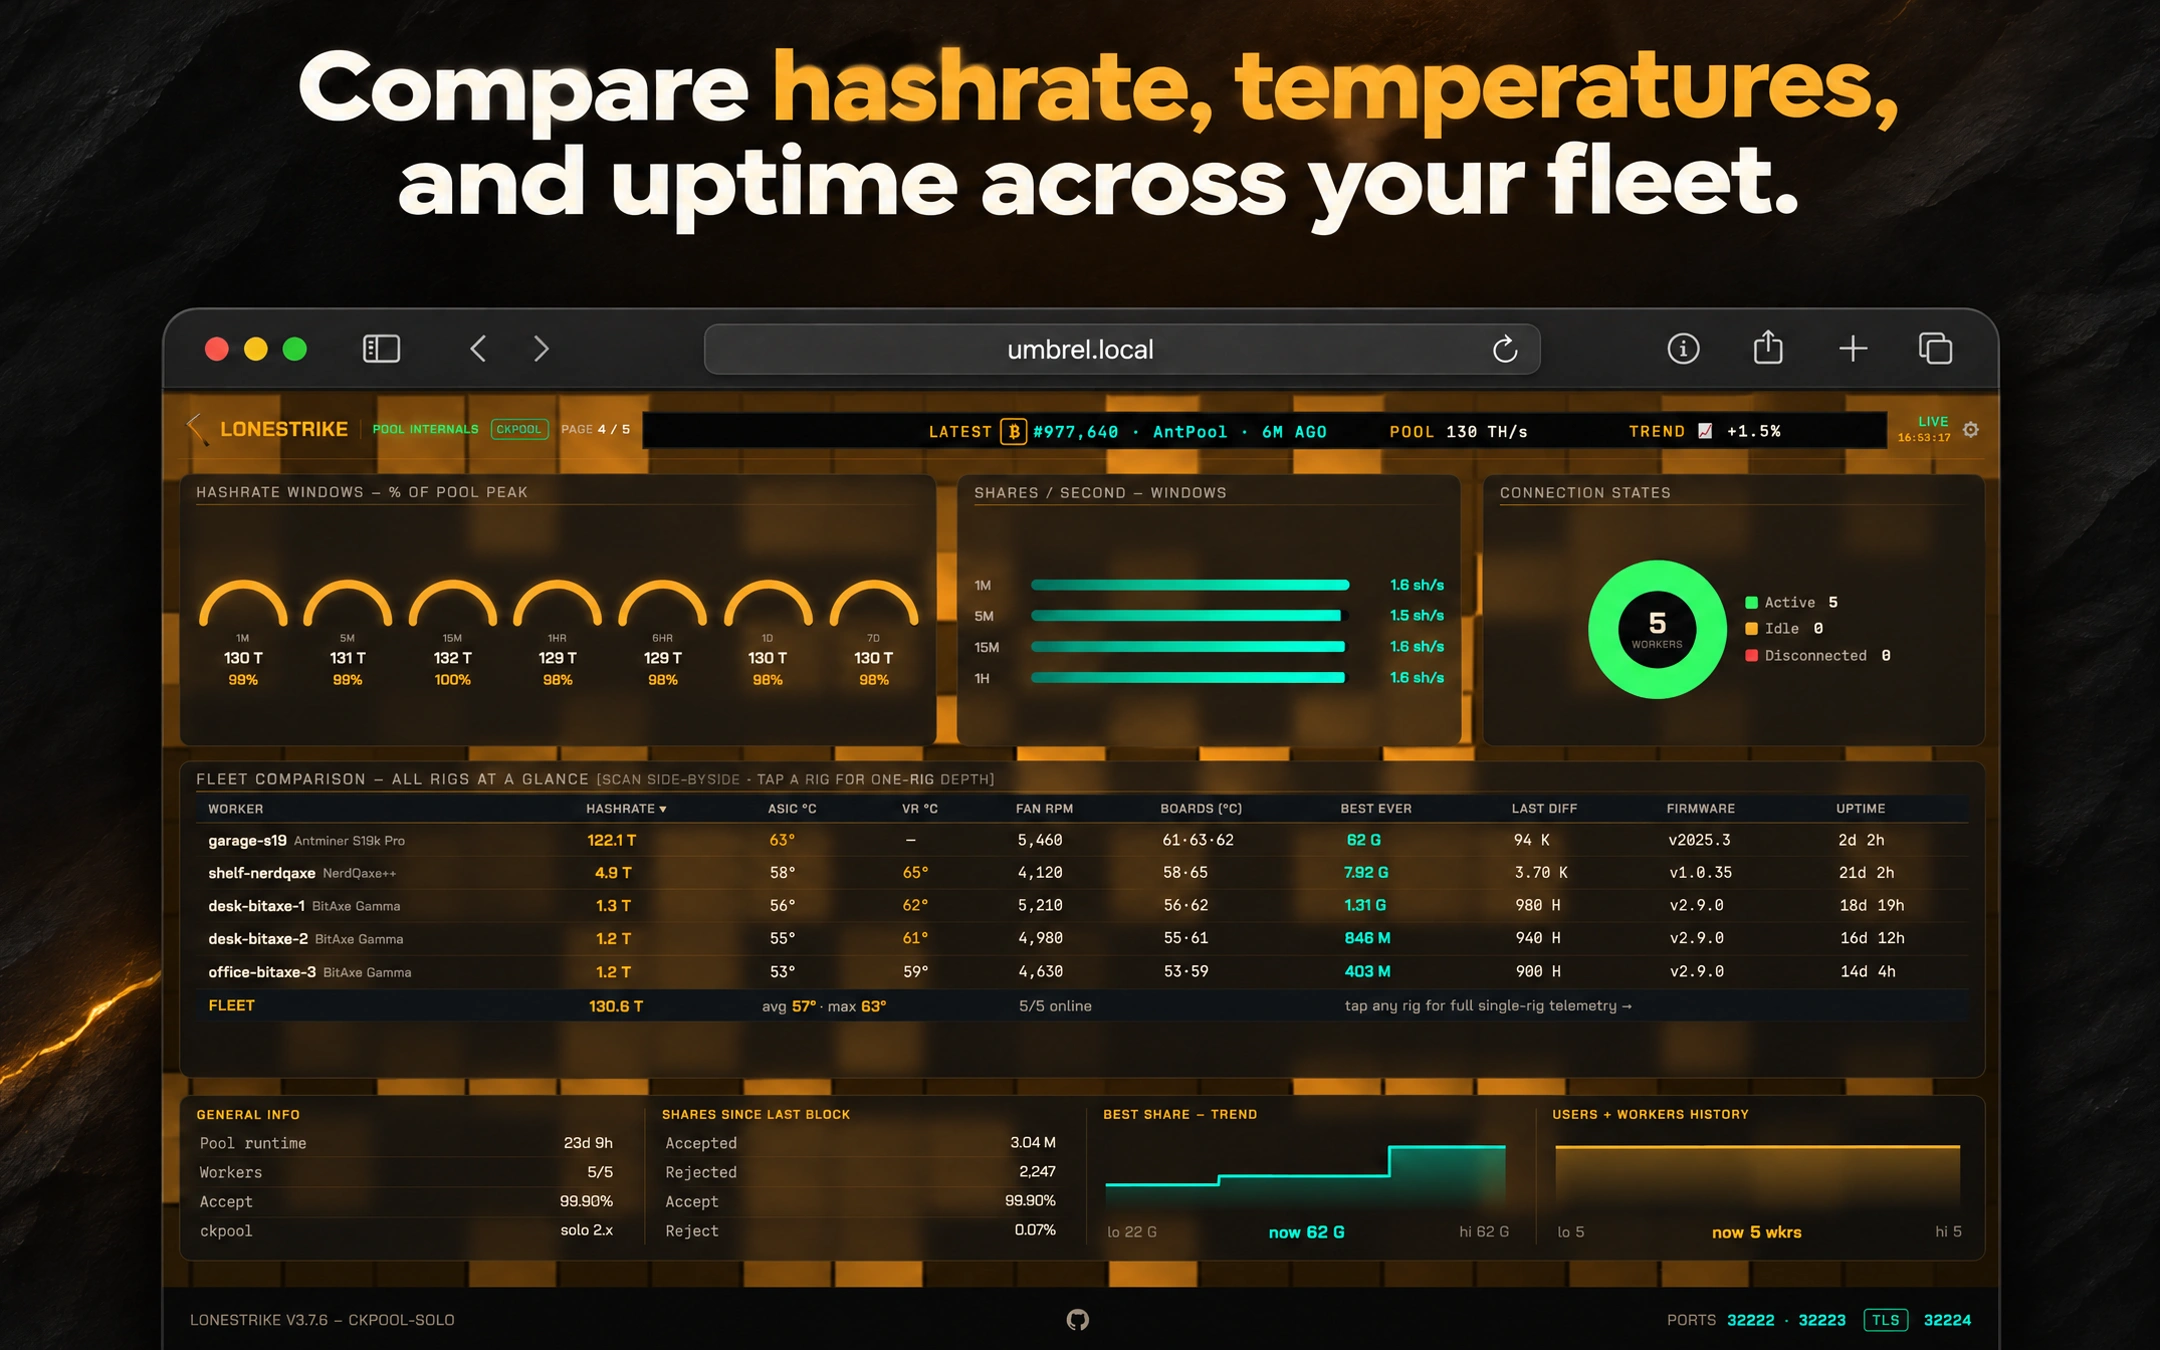 Compare hashrate, temperatures,
and uptime across your fleet.
umbrel.local
LONESTRIKE POOL INTERNALS CKPOOL PAGE 4 / 5 LATEST ₿ #977,640 · AntPool · 6M AGO POOL 130 TH/s TREND 📈 +1.5% LIVE
16:53:17
HASHRATE WINDOWS – % OF POOL PEAK
1M 5M 15M 1HR 6HR 1D 7D
130 T 131 T 132 T 129 T 129 T 130 T 130 T
99% 99% 100% 98% 98% 98% 98%
SHARES / SECOND – WINDOWS
1M 1.6 sh/s
5M 1.5 sh/s
15M 1.6 sh/s
1H 1.6 sh/s
CONNECTION STATES
5
WORKERS
Active 5
Idle 0
Disconnected 0
FLEET COMPARISON – ALL RIGS AT A GLANCE [SCAN SIDE-BYSIDE - TAP A RIG FOR ONE-RIG DEPTH]
WORKER HASHRATE ▼ ASIC °C VR °C FAN RPM BOARDS (°C) BEST EVER LAST DIFF FIRMWARE UPTIME
garage-s19 Antminer S19k Pro 122.1 T 63° – 5,460 61·63·62 62 G 94 K v2025.3 2d 2h
shelf-nerdqaxe NerdQaxe++ 4.9 T 58° 65° 4,120 58·65 7.92 G 3.70 K v1.0.35 21d 2h
desk-bitaxe-1 BitAxe Gamma 1.3 T 56° 62° 5,210 56·62 1.31 G 980 H v2.9.0 18d 19h
desk-bitaxe-2 BitAxe Gamma 1.2 T 55° 61° 4,980 55·61 846 M 940 H v2.9.0 16d 12h
office-bitaxe-3 BitAxe Gamma 1.2 T 53° 59° 4,630 53·59 403 M 900 H v2.9.0 14d 4h
FLEET 130.6 T avg 57° · max 63° 5/5 online tap any rig for full single-rig telemetry →
GENERAL INFO
Pool runtime 23d 9h
Workers 5/5
Accept 99.90%
ckpool solo 2.x
SHARES SINCE LAST BLOCK
Accepted 3.04 M
Rejected 2,247
Accept 99.90%
Reject 0.07%
BEST SHARE – TREND
lo 22 G now 62 G hi 62 G
USERS + WORKERS HISTORY
lo 5 now 5 wkrs hi 5
LONESTRIKE V3.7.6 – CKPOOL-SOLO PORTS 32222 · 32223 TLS 32224